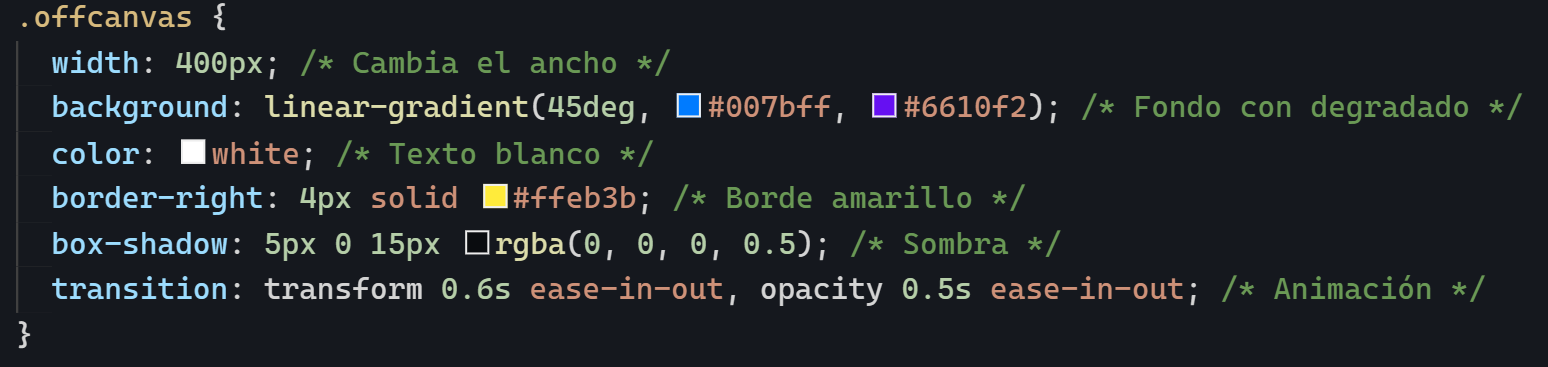 .offcanvas {
width: 400px; /* Cambia el ancho */
background: linear-gradient(45deg, #007bff, #6610f2); /* Fondo con degradado */
color: white; /* Texto blanco */
border-right: 4px solid #ffeb3b; /* Borde amarillo */
box-shadow: 5px 0 15px rgba(0, 0, 0, 0.5); /* Sombra */
transition: transform 0.6s ease-in-out, opacity 0.5s ease-in-out; /* Animación */
}